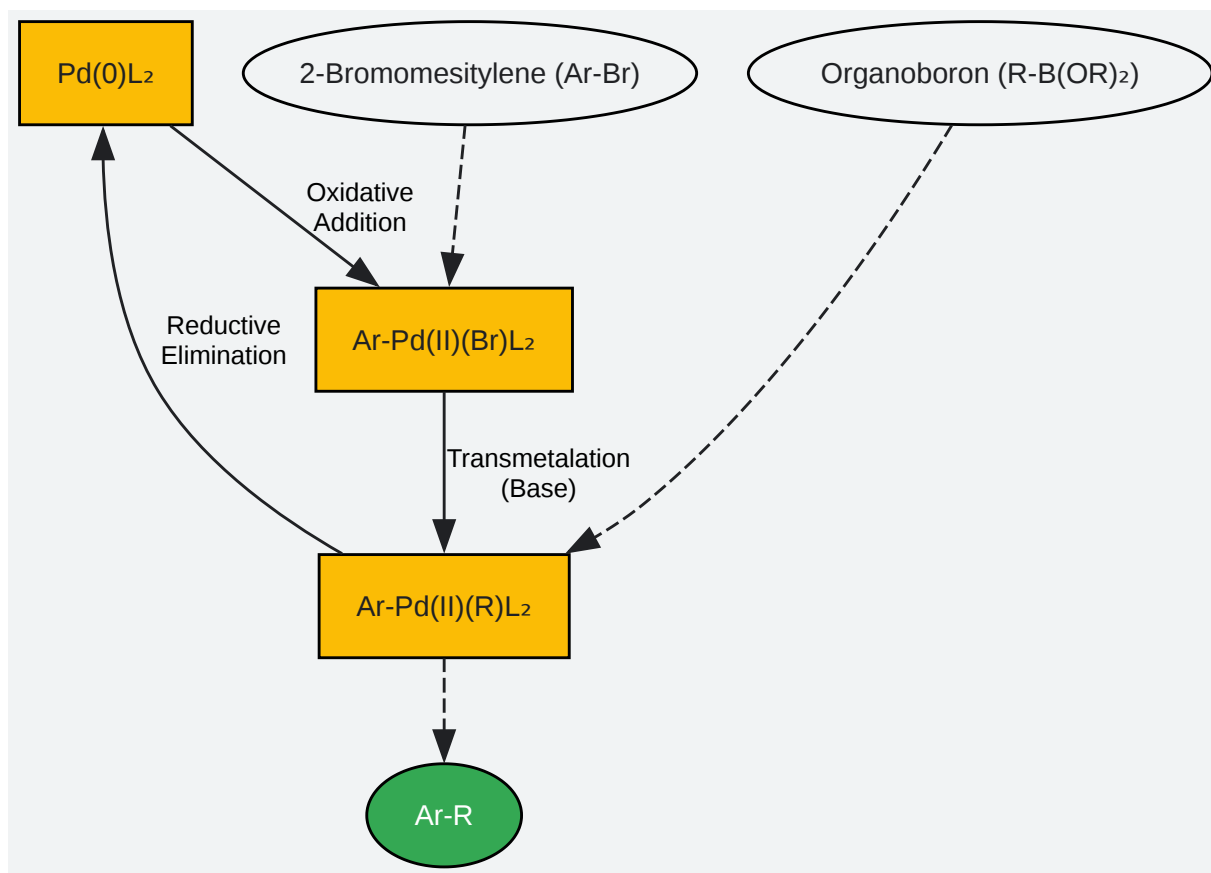 Pd(0)L₂
2-Bromomesitylene (Ar-Br)
Organoboron (R-B(OR)₂)
Oxidative
Addition
Reductive
Elimination
Ar-Pd(II)(Br)L₂
Transmetalation
(Base)
Ar-Pd(II)(R)L₂
Ar-R